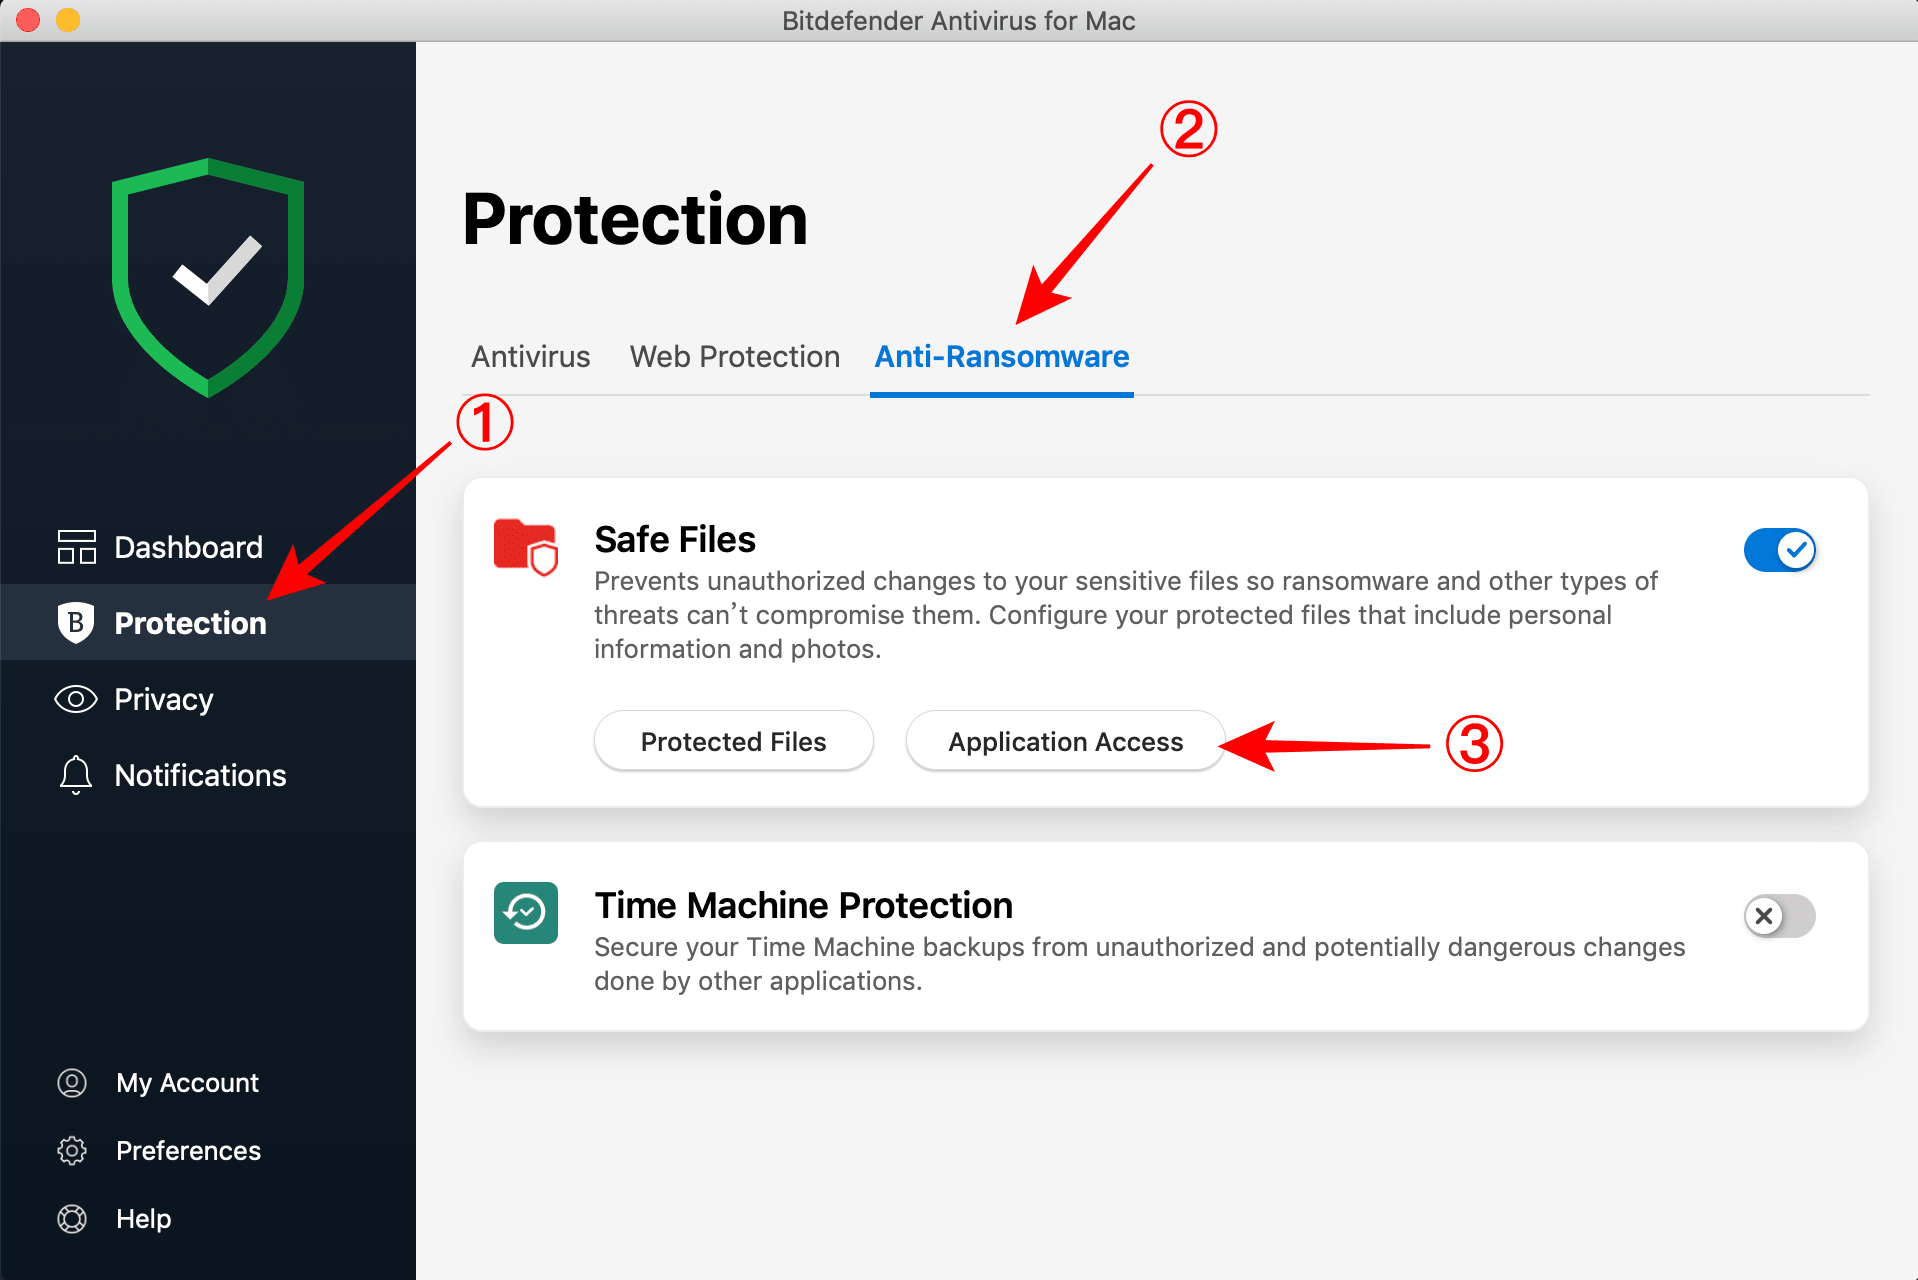 Bitdefender Antivirus for Mac
②
Protection
Antivirus Web Protection Anti-Ransomware
①
Dashboard
B Protection
Privacy
Notifications
My Account
Preferences
Help
Safe Files
Prevents unauthorized changes to your sensitive files so ransomware and other types of
threats can’t compromise them. Configure your protected files that include personal
information and photos.
Protected Files Application Access ③
Time Machine Protection
Secure your Time Machine backups from unauthorized and potentially dangerous changes
done by other applications.